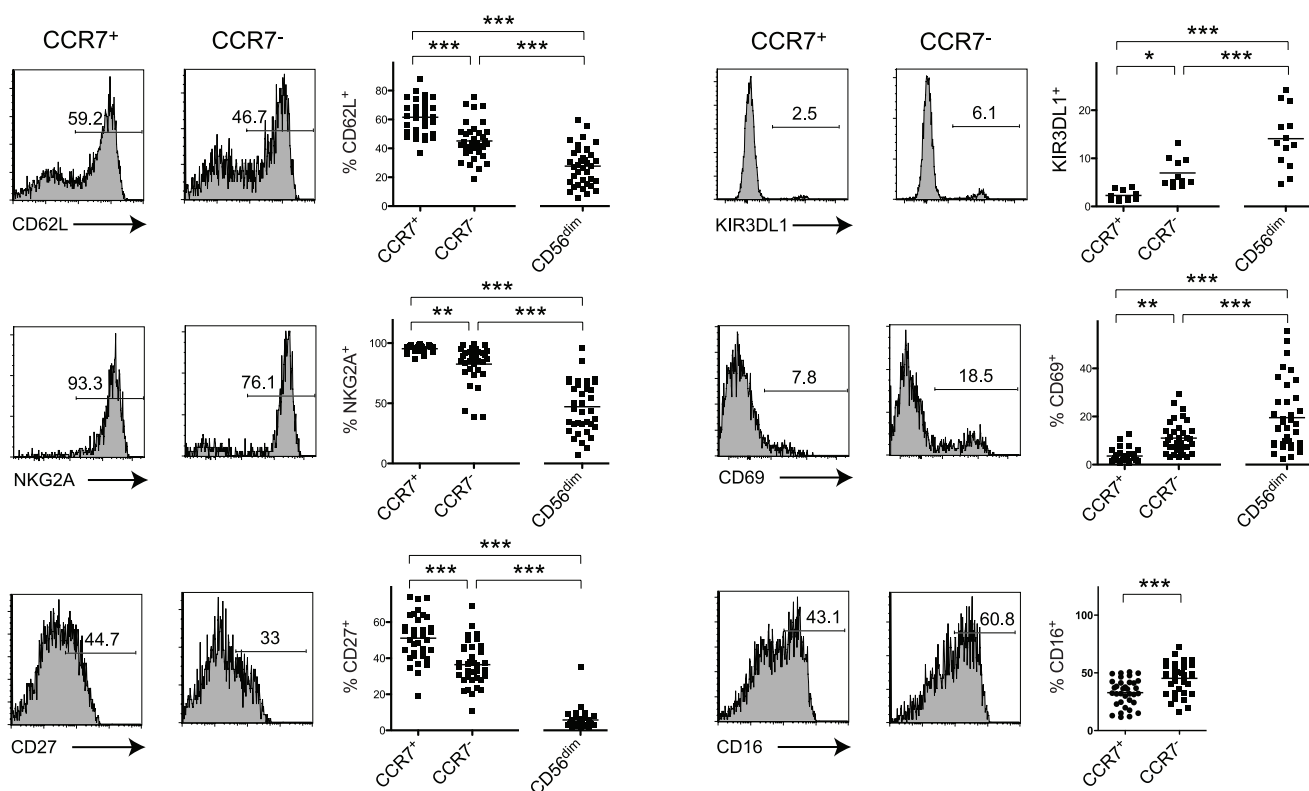 CCR7+ CCR7-
59.2 46.7
CD62L
*** 
*** ***
% CD62L+
80
60
40
20
0
CCR7+ CCR7- CD56dim
CCR7+ CCR7-
2.5 6.1
KIR3DL1
***
* ***
KIR3DL1+
20
10
0
CCR7+ CCR7- CD56dim
93.3 76.1
NKG2A
***
** ***
% NKG2A+
100
50
0
CCR7+ CCR7- CD56dim
7.8 18.5
CD69
***
** ***
% CD69+
40
20
0
CCR7+ CCR7- CD56dim
44.7 33
CD27
***
*** ***
% CD27+
60
40
20
0
CCR7+ CCR7- CD56dim
43.1 60.8
CD16
***
% CD16+
100
50
0
CCR7+ CCR7-